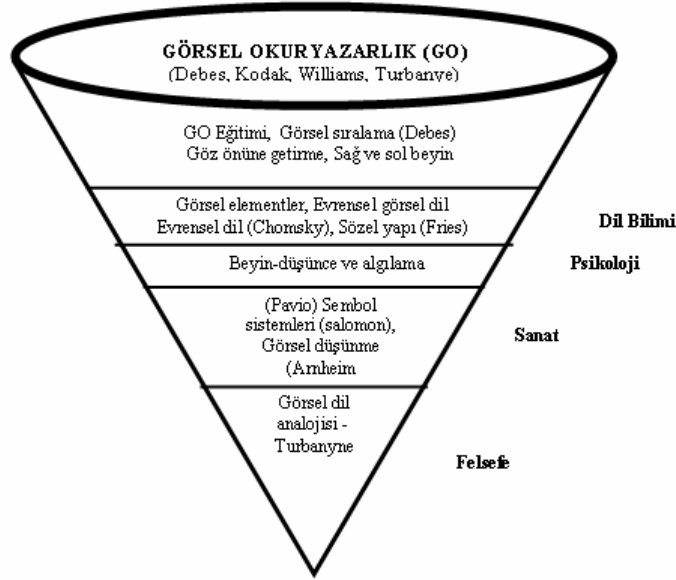 GÖRSEL OKURYAZARLIK (GO)
(Debes, Kodak, Williams, Turbanye)
GO Eğitimi, Görsel sıralama (Debes)
Göz önüne getirme, Sağ ve sol beyin
Görsel elementler, Evrensel görsel dil
Evrensel dil (Chomsky), Sözel yapı (Fries)
Dil Bilimi
Beyin-düşünce ve algılama
Psikoloji
(Pavio) Sembol
sistemleri (salomon),
Görsel düşünme
(Arnheim
Sanat
Görsel dil
analojisi -
Turbanyne
Felsefe